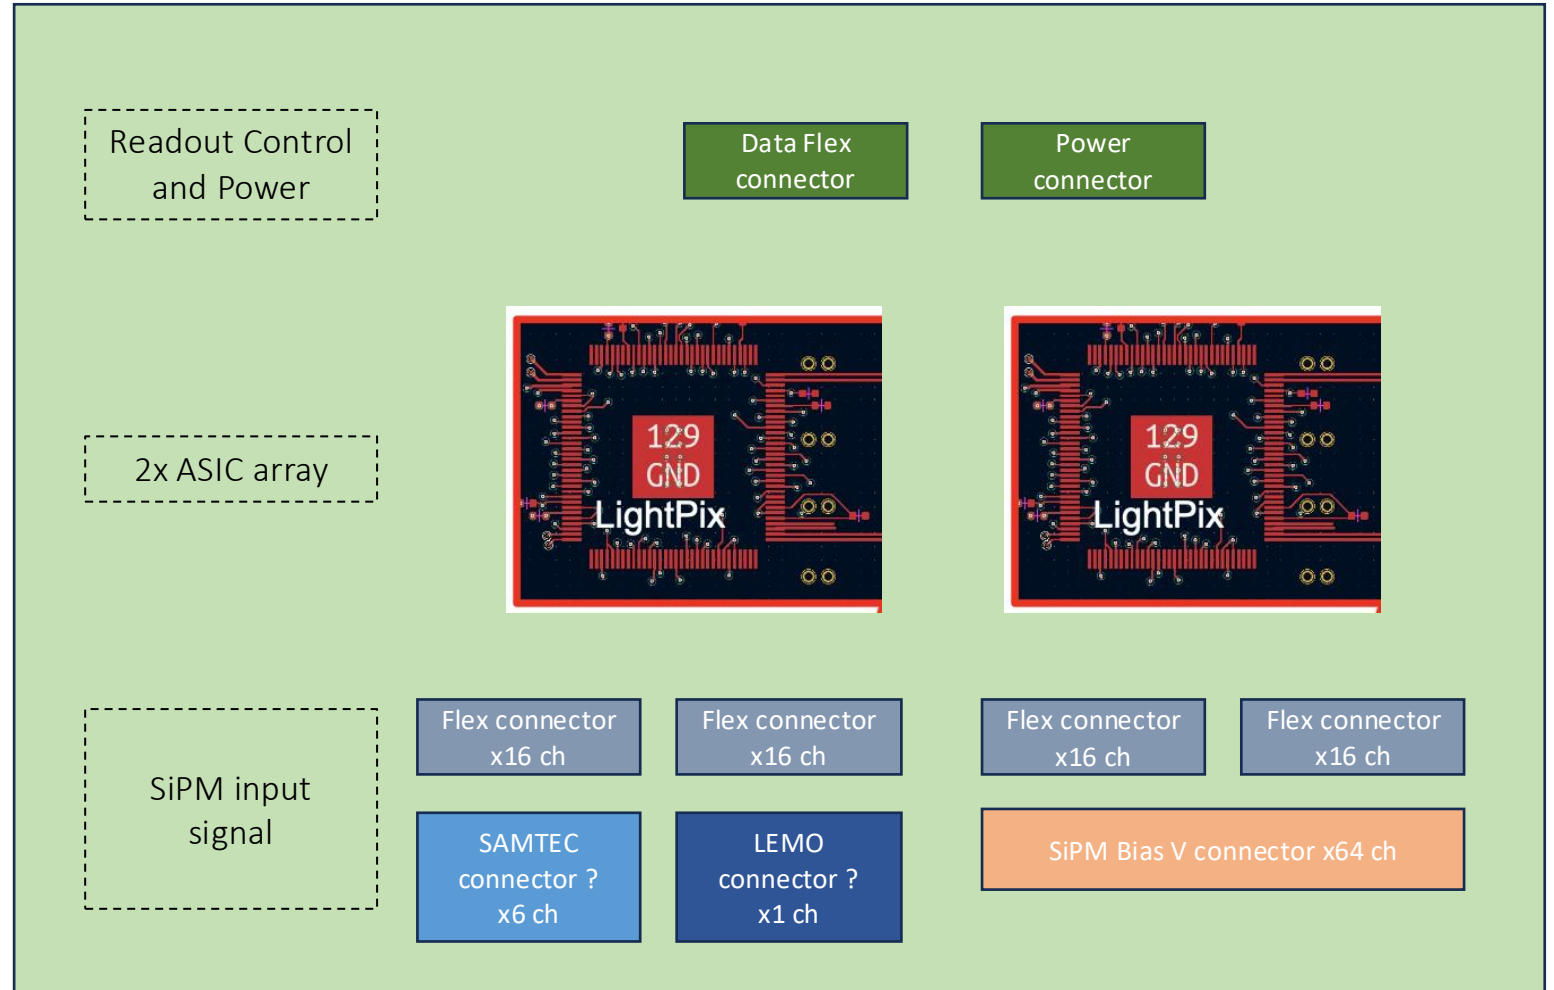 Readout Control
and Power
Data Flex
connector
Power
connector
2x ASIC array
129
GND
LightPix
129
GND
LightPix
SiPM input
signal
Flex connector
x16 ch
Flex connector
x16 ch
Flex connector
x16 ch
Flex connector
x16 ch
SAMTEC
connector ?
x6 ch
LEMO
connector ?
x1 ch
SiPM Bias V connector x64 ch